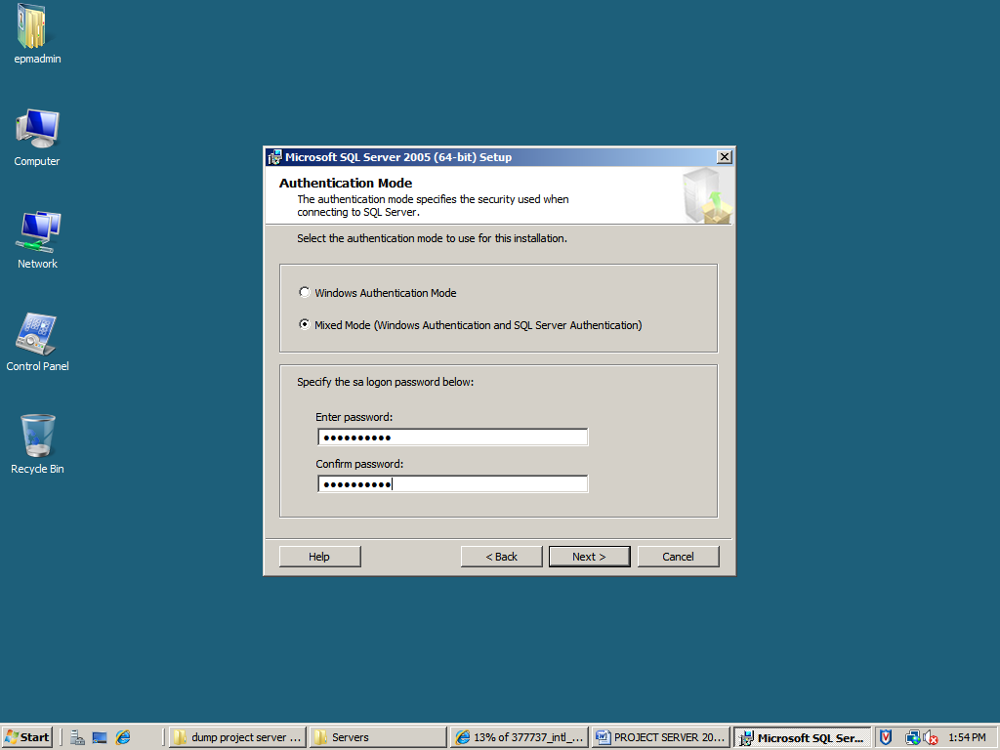 epmadmin
Computer
Network
Control Panel
Recycle Bin
Microsoft SQL Server 2005 (64-bit) Setup
Authentication Mode
The authentication mode specifies the security used when
connecting to SQL Server.
Select the authentication mode to use for this installation.
Windows Authentication Mode
Mixed Mode (Windows Authentication and SQL Server Authentication)
Specify the sa logon password below:
Enter password:
●●●●●●●●●●
Confirm password:
●●●●●●●●●●
Help
< Back
Next >
Cancel
Start
dump project server ...
Servers
13% of 377737_intl_...
PROJECT SERVER 20...
Microsoft SQL Ser...
1:54 PM